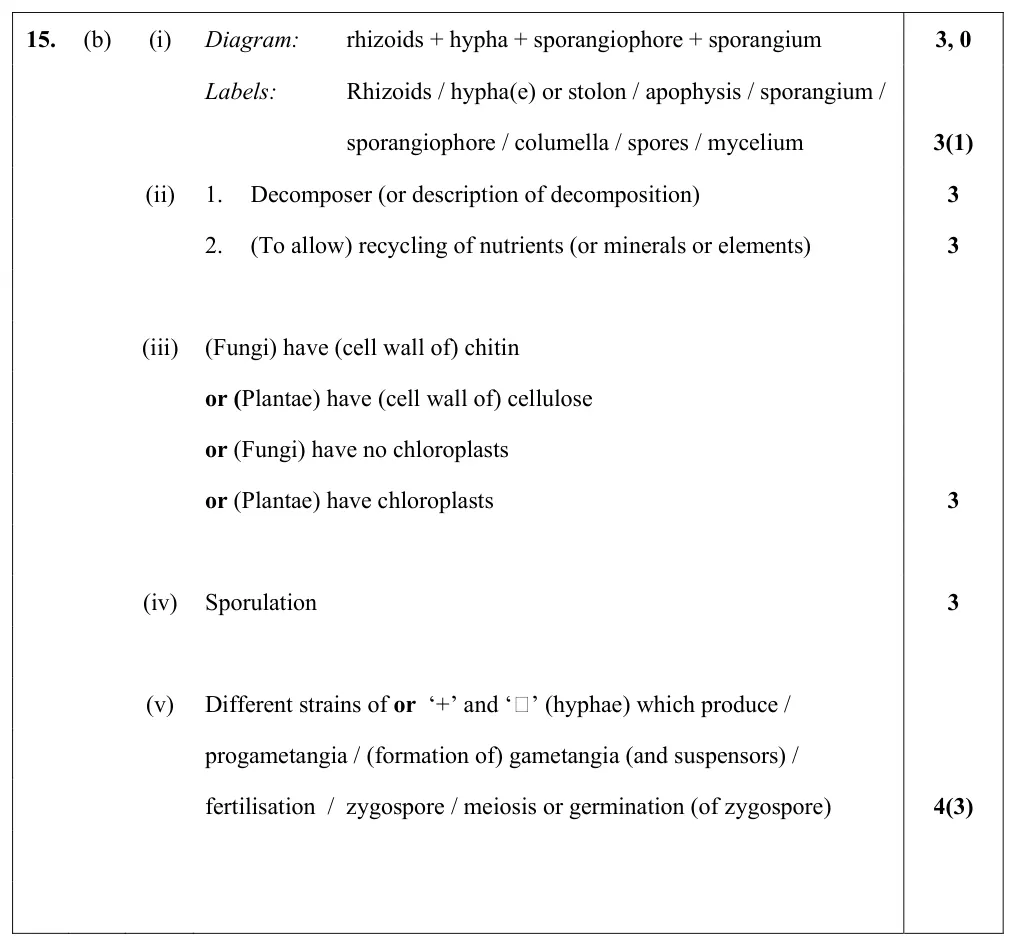 15. (b) (i) Diagram: rhizoids + hypha + sporangiophore + sporangium 3, 0
Labels: Rhizoids / hypha(e) or stolon / apophysis / sporangium /
sporangiophore / columella / spores / mycelium 3(1)
(ii) 1. Decomposer (or description of decomposition) 3
2. (To allow) recycling of nutrients (or minerals or elements) 3
(iii) (Fungi) have (cell wall of) chitin
or (Plantae) have (cell wall of) cellulose
or (Fungi) have no chloroplasts
or (Plantae) have chloroplasts 3
(iv) Sporulation 3
(v) Different strains of or ‘+’ and ‘□’ (hyphae) which produce /
progametangia / (formation of) gametangia (and suspensors) /
fertilisation / zygospore / meiosis or germination (of zygospore) 4(3)